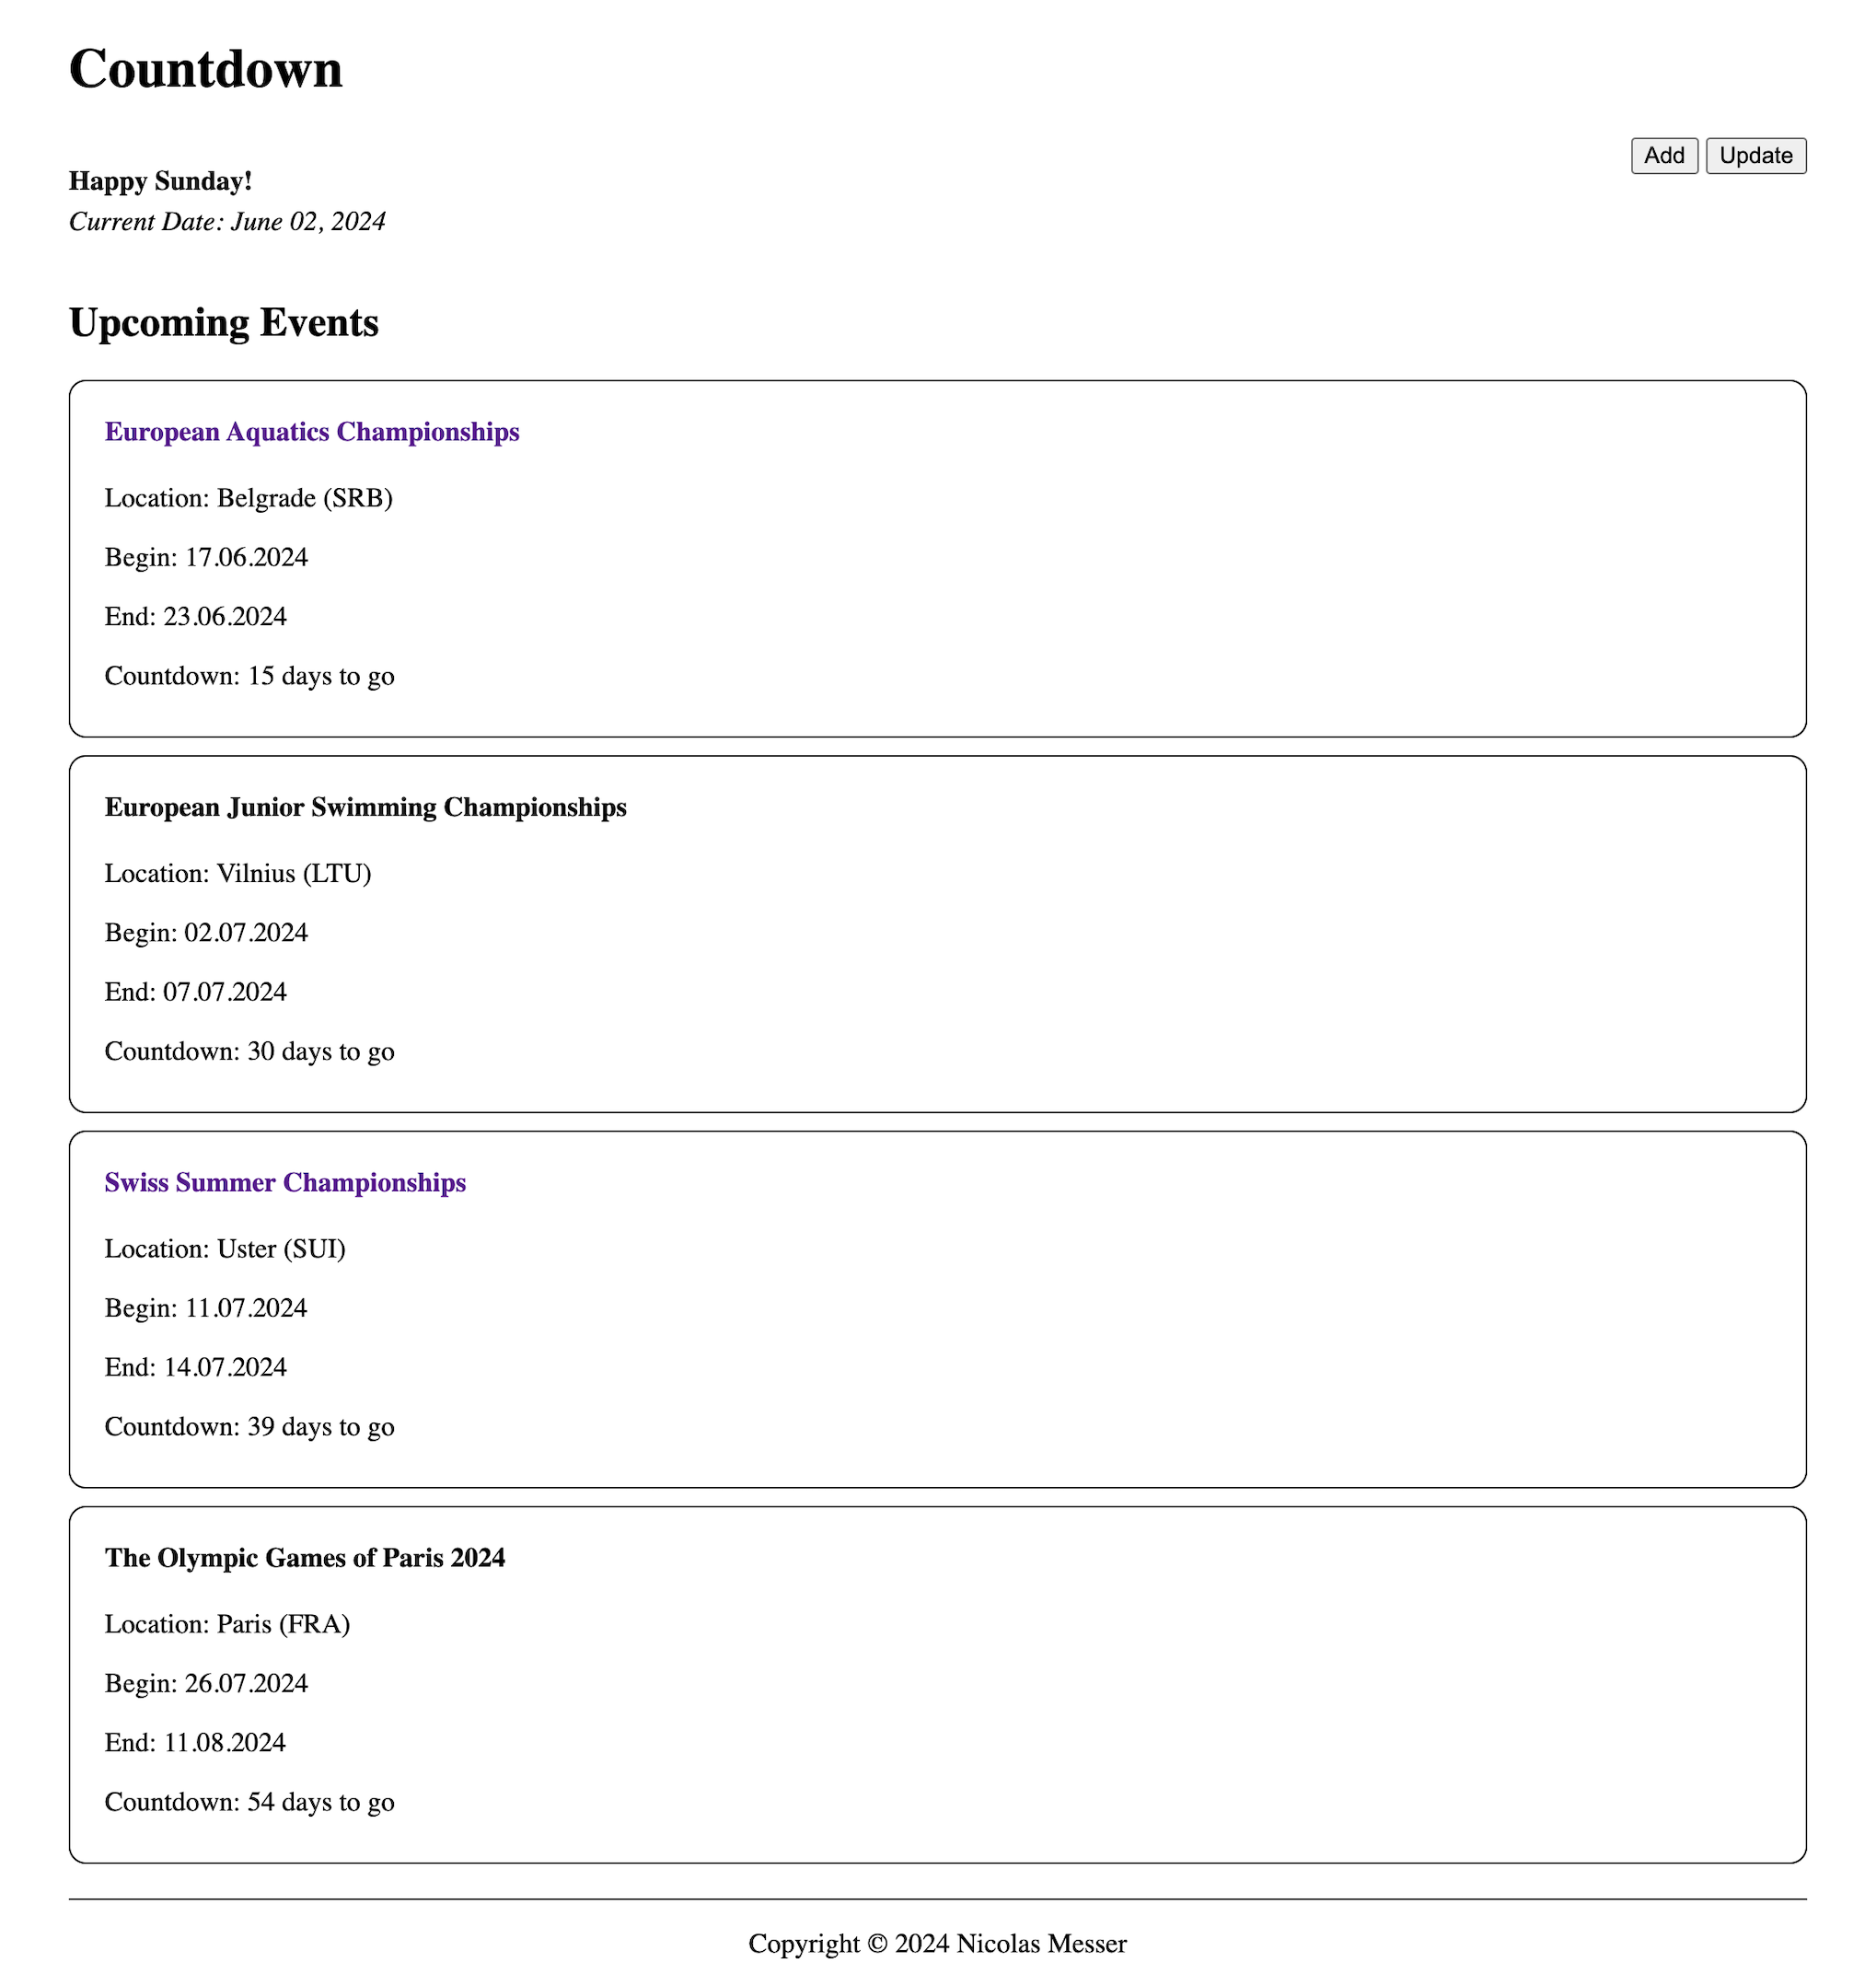 Countdown
Add Update
Happy Sunday!
Current Date: June 02, 2024
Upcoming Events
European Aquatics Championships
Location: Belgrade (SRB)
Begin: 17.06.2024
End: 23.06.2024
Countdown: 15 days to go
European Junior Swimming Championships
Location: Vilnius (LTU)
Begin: 02.07.2024
End: 07.07.2024
Countdown: 30 days to go
Swiss Summer Championships
Location: Uster (SUI)
Begin: 11.07.2024
End: 14.07.2024
Countdown: 39 days to go
The Olympic Games of Paris 2024
Location: Paris (FRA)
Begin: 26.07.2024
End: 11.08.2024
Countdown: 54 days to go
Copyright © 2024 Nicolas Messer